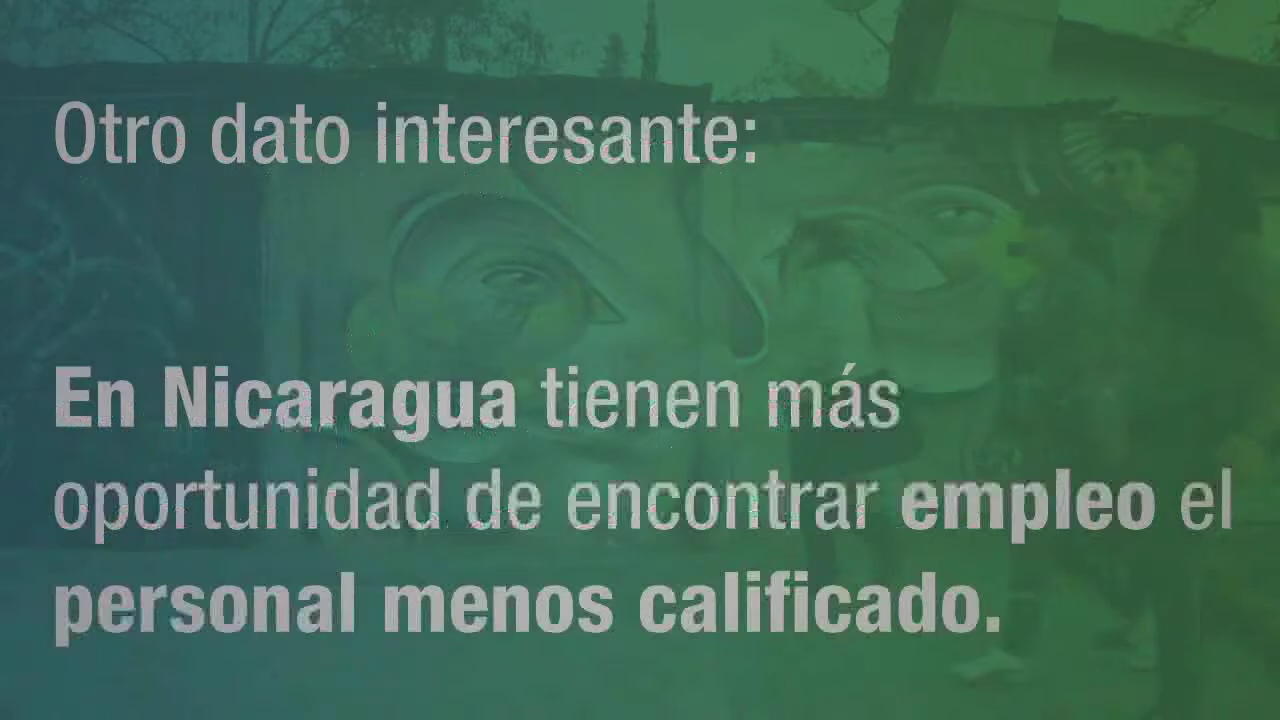 Otro dato interesante:
En Nicaragua tienen más
oportunidad de encontrar empleo el
personal menos calificado.